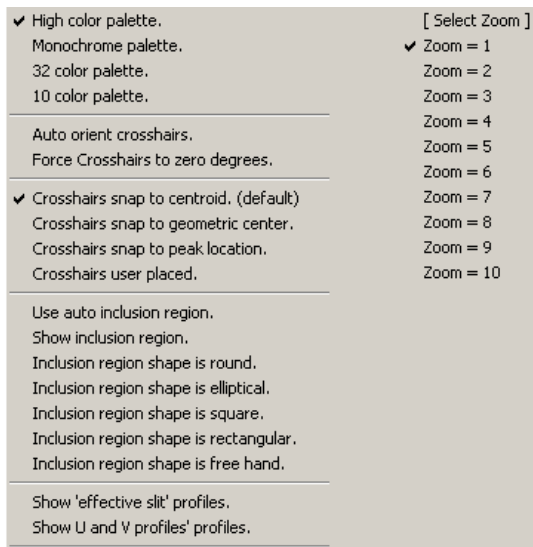 High color palette.
Monochrome palette.
32 color palette.
10 color palette.
Auto orient crosshairs.
Force Crosshairs to zero degrees.
Crosshairs snap to centroid. (default)
Crosshairs snap to geometric center.
Crosshairs snap to peak location.
Crosshairs user placed.
Use auto inclusion region.
Show inclusion region.
Inclusion region shape is round.
Inclusion region shape is elliptical.
Inclusion region shape is square.
Inclusion region shape is rectangular.
Inclusion region shape is free hand.
Show 'effective slit' profiles.
Show U and V profiles' profiles.
[ Select Zoom ]
Zoom = 1
Zoom = 2
Zoom = 3
Zoom = 4
Zoom = 5
Zoom = 6
Zoom = 7
Zoom = 8
Zoom = 9
Zoom = 10